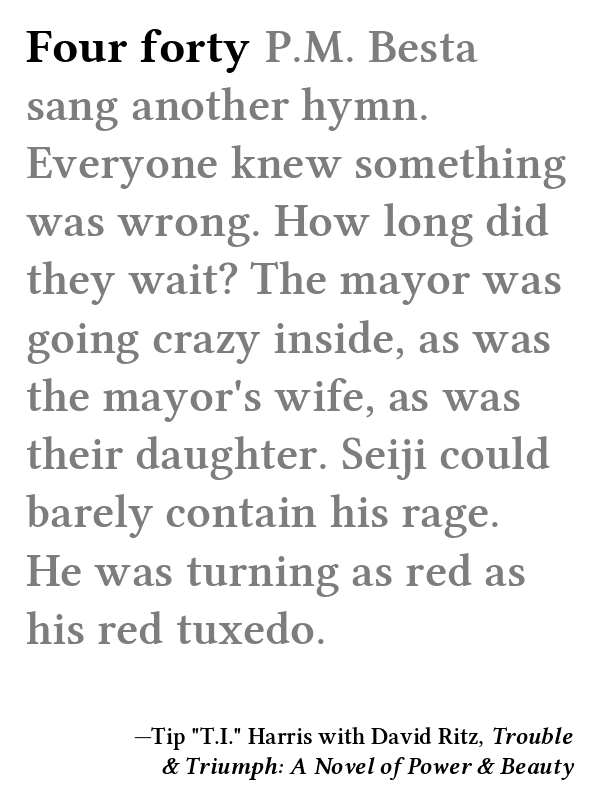 Four forty P.M. Besta
sang another hymn.
Everyone knew something
was wrong. How long did
they wait? The mayor was
going crazy inside, as was
the mayor's wife, as was
their daughter. Seiji could
barely contain his rage.
He was turning as red as
his red tuxedo.
—Tip "T.I." Harris with David Ritz, Trouble
& Triumph: A Novel of Power & Beauty